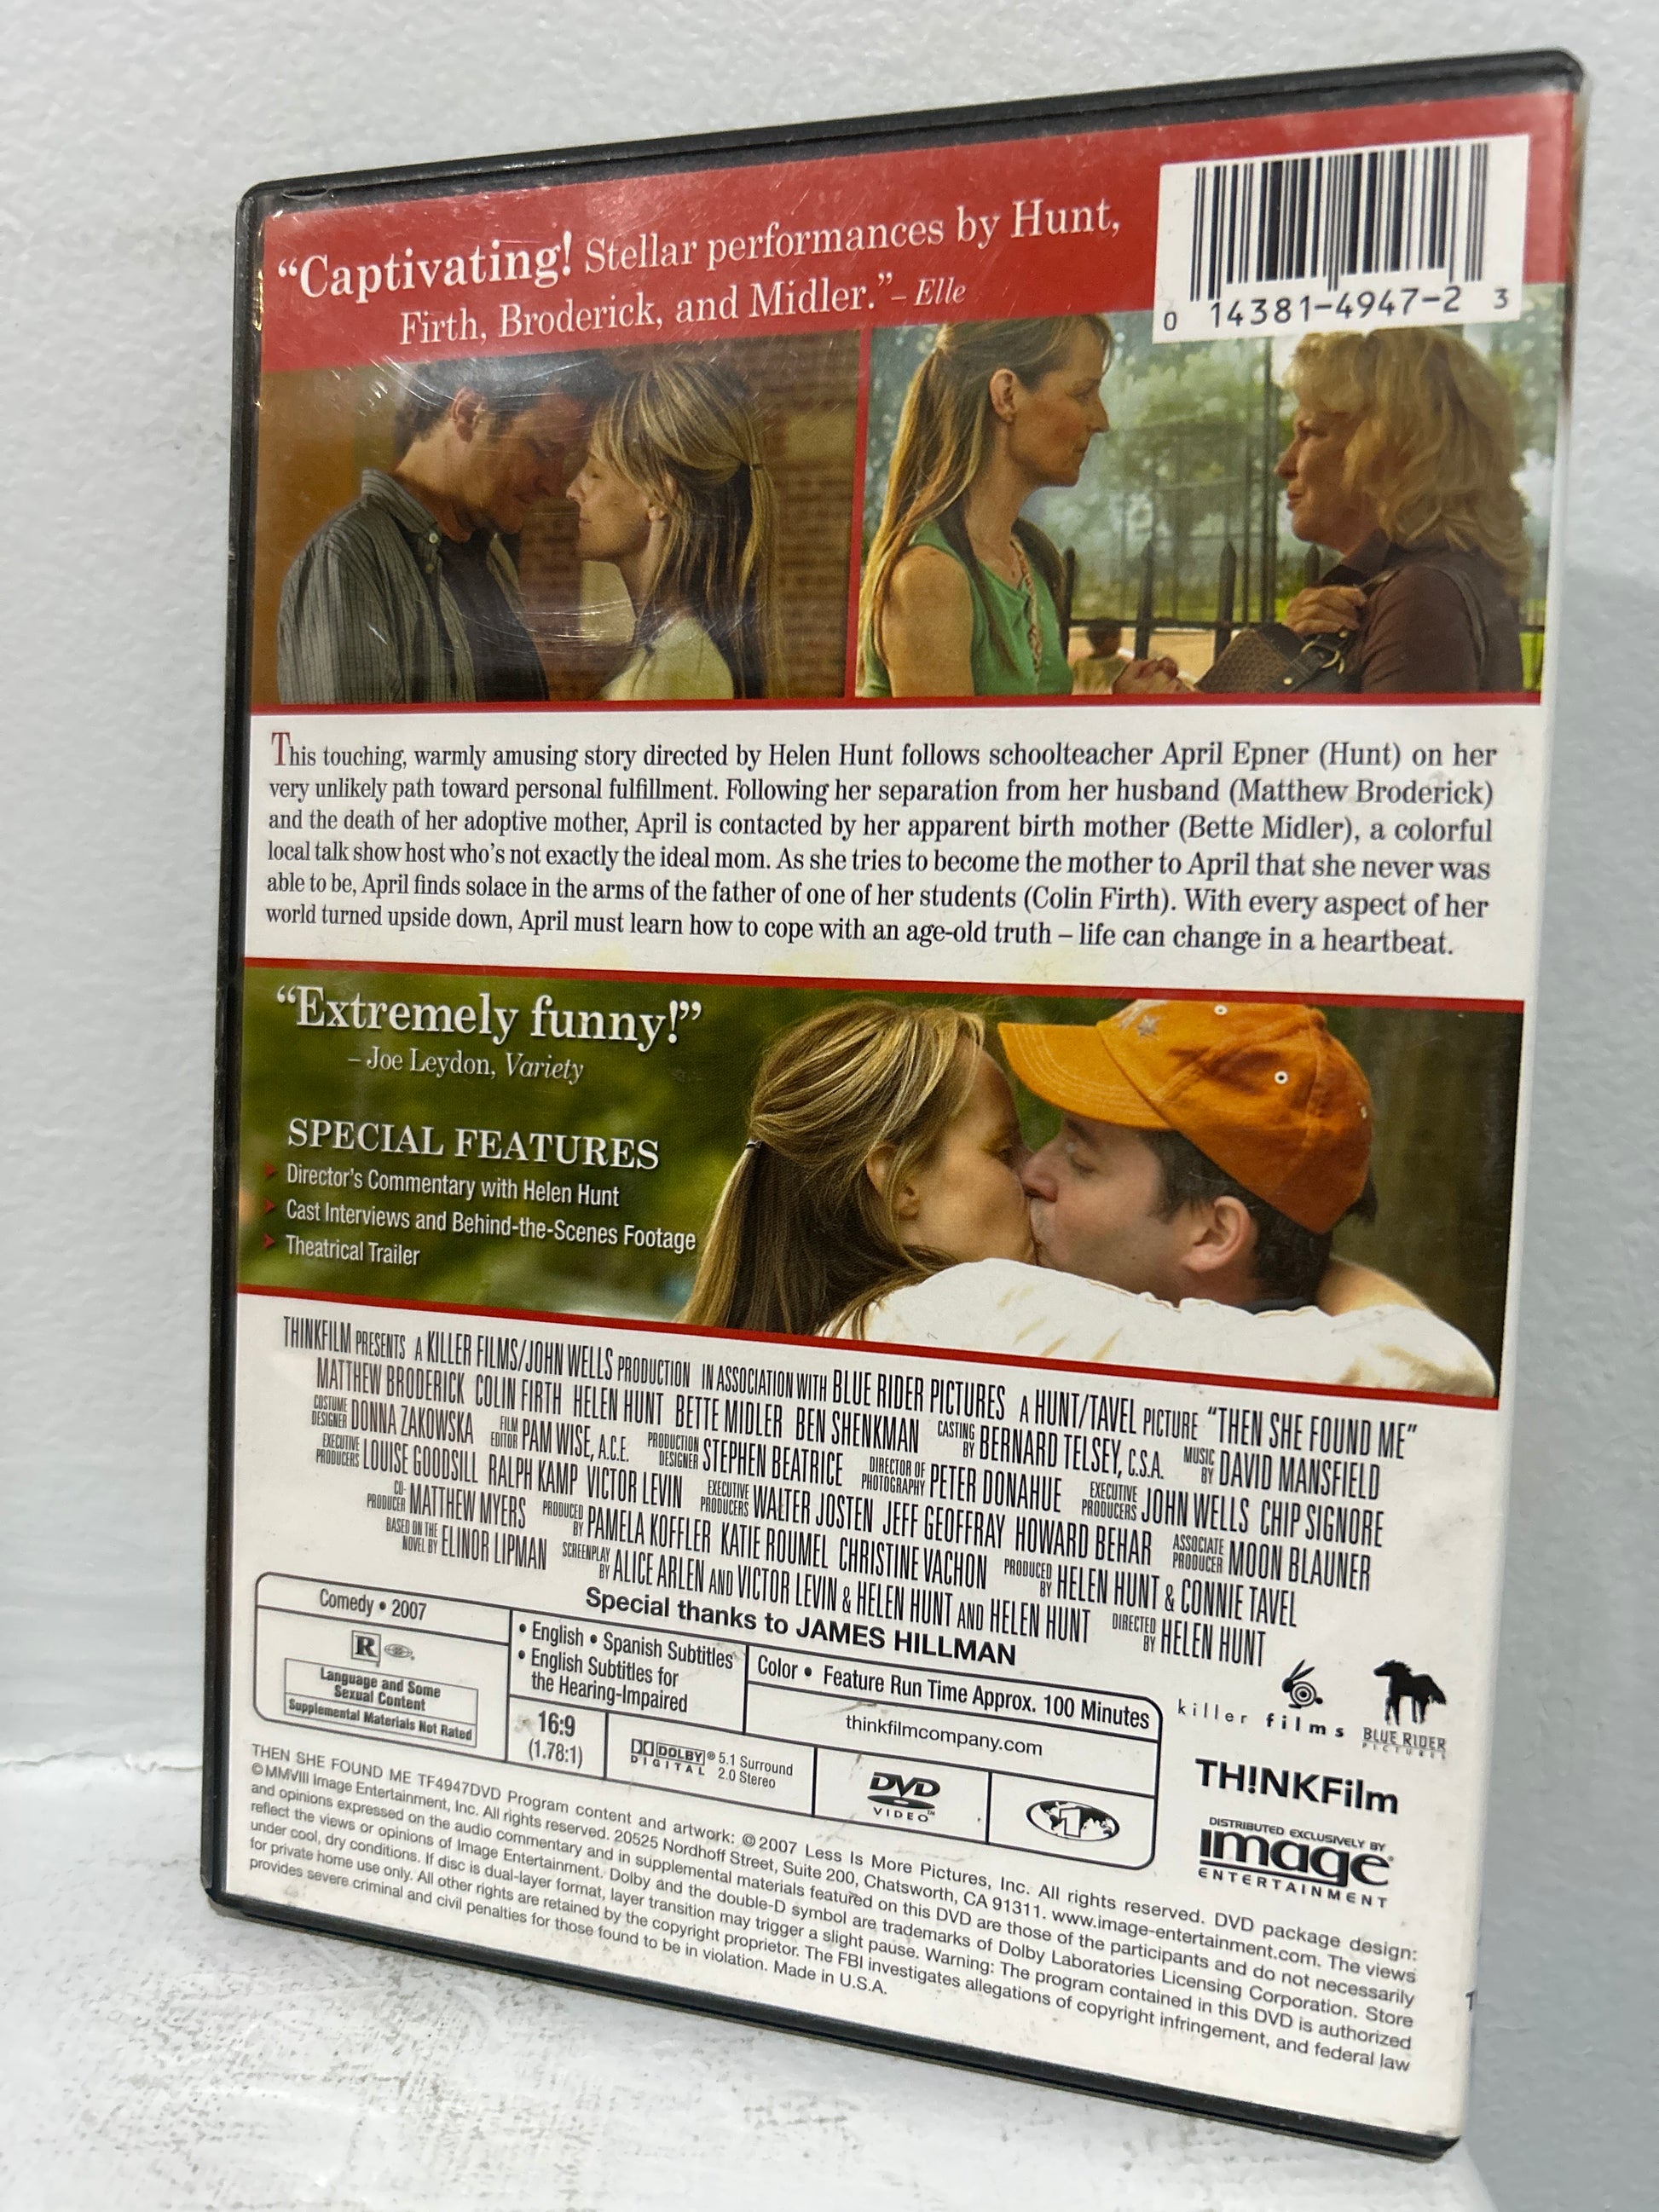 “Captivating! Stellar performances by Hunt,
Firth, Broderick, and Midler.” – Elle
0 14381-4947-2 3
This touching, warmly amusing story directed by Helen Hunt follows schoolteacher April Epner (Hunt) on her
very unlikely path toward personal fulfillment. Following her separation from her husband (Matthew Broderick)
and the death of her adoptive mother, April is contacted by her apparent birth mother (Bette Midler), a colorful
local talk show host who’s not exactly the ideal mom. As she tries to become the mother to April that she never was
able to be, April finds solace in the arms of the father of one of her students (Colin Firth). With every aspect of her
world turned upside down, April must learn how to cope with an age-old truth – life can change in a heartbeat.
“Extremely funny!”
– Joe Leydon, Variety
SPECIAL FEATURES
Director’s Commentary with Helen Hunt
Cast Interviews and Behind-the-Scenes Footage
Theatrical Trailer
THINKFILM PRESENTS A KILLER FILMS/JOHN WELLS PRODUCTION IN ASSOCIATION WITH BLUE RIDER PICTURES A HUNT/TAVEL PICTURE “THEN SHE FOUND ME”
MATTHEW BRODERICK COLIN FIRTH HELEN HUNT BETTE MIDLER BEN SHENKMAN CASTING BY BERNARD TELSEY, C.S.A. MUSIC BY DAVID MANSFIELD
COSTUME DESIGNER DONNA ZAKOWSKA FILM EDITOR PAM WISE, A.C.E. PRODUCTION DESIGNER STEPHEN BEATRICE DIRECTOR OF PHOTOGRAPHY PETER DONAHUE EXECUTIVE PRODUCERS JOHN WELLS CHIP SIGNORE
EXECUTIVE PRODUCERS LOUISE GOODSILL RALPH KAMP VICTOR LEVIN EXECUTIVE PRODUCERS WALTER JOSTEN JEFF GEOFFRAY HOWARD BEHAR ASSOCIATE PRODUCER MOON BLAUNER
CO-PRODUCER MATTHEW MYERS PRODUCED BY PAMELA KOFFLER KATIE ROUMEL CHRISTINE VACHON PRODUCED BY HELEN HUNT & CONNIE TAVEL
BASED ON THE NOVEL BY ELINOR LIPMAN SCREENPLAY BY ALICE ARLEN AND VICTOR LEVIN & HELEN HUNT AND HELEN HUNT DIRECTED BY HELEN HUNT
Special thanks to JAMES HILLMAN
Comedy • 2007
R
Language and Some
Sexual Content
Supplemental Materials Not Rated
• English • Spanish Subtitles
• English Subtitles for
the Hearing-Impaired
Color • Feature Run Time Approx. 100 Minutes
thinkfilmcompany.com
16:9
(1.78:1)
DOLBY® 5.1 Surround
DIGITAL 2.0 Stereo
DVD
VIDEO™
1
killer films
BLUE RIDER
PICTURES
TH!NKFilm
DISTRIBUTED EXCLUSIVELY BY
image®
ENTERTAINMENT
THEN SHE FOUND ME TF4947DVD Program content and artwork: ©2007 Less Is More Pictures, Inc. All rights reserved. DVD package design:
©MMVIII Image Entertainment, Inc. All rights reserved. 20525 Nordhoff Street, Suite 200, Chatsworth, CA 91311. www.image-entertainment.com. The views
and opinions expressed on the audio commentary and in supplemental materials featured on this DVD are those of the participants and do not necessarily
reflect the views or opinions of Image Entertainment. Dolby and the double-D symbol are trademarks of Dolby Laboratories Licensing Corporation. Store
under cool, dry conditions. If disc is dual-layer format, layer transition may trigger a slight pause. Warning: The program contained in this DVD is authorized
for private home use only. All other rights are retained by the copyright proprietor. The FBI investigates allegations of copyright infringement, and federal law
provides severe criminal and civil penalties for those found to be in violation. Made in U.S.A.